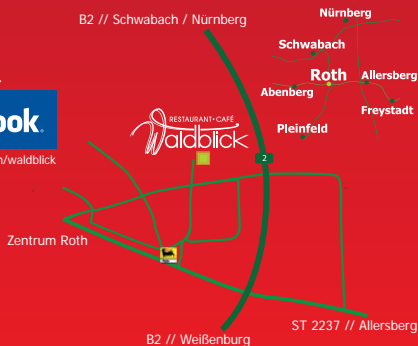 B2 // Schwabach / Nürnberg
Nürnberg
Schwabach
Roth
Allersberg
Abenberg
Freystadt
Pleinfeld
ook.
n/waldblick
RESTAURANT•CAFÉ
Waldblick
2
Zentrum Roth
ST 2237 // Allersberg
B2 // Weißenburg